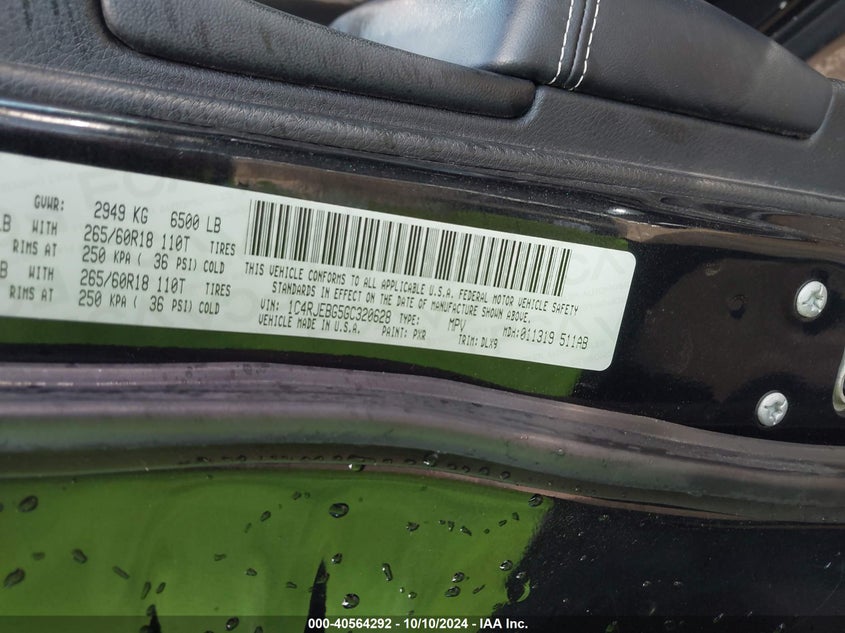 GVWR: 2949 KG 6500 LB
LB WITH 265/60R18 110T TIRES
RIMS AT 250 KPA ( 36 PSI) COLD
B WITH 265/60R18 110T TIRES
RIMS AT 250 KPA ( 36 PSI) COLD
THIS VEHICLE CONFORMS TO ALL APPLICABLE U.S.A. FEDERAL MOTOR VEHICLE SAFETY
STANDARDS IN EFFECT ON THE DATE OF MANUFACTURE SHOWN ABOVE.
VIN: 1C4RJEBG5GC320628 TYPE: MPV MDH: 011319 511AB
VEHICLE MADE IN U.S.A. PAINT: PXR TRIM: DLX9
000-40564292 - 10/10/2024 - IAA Inc.